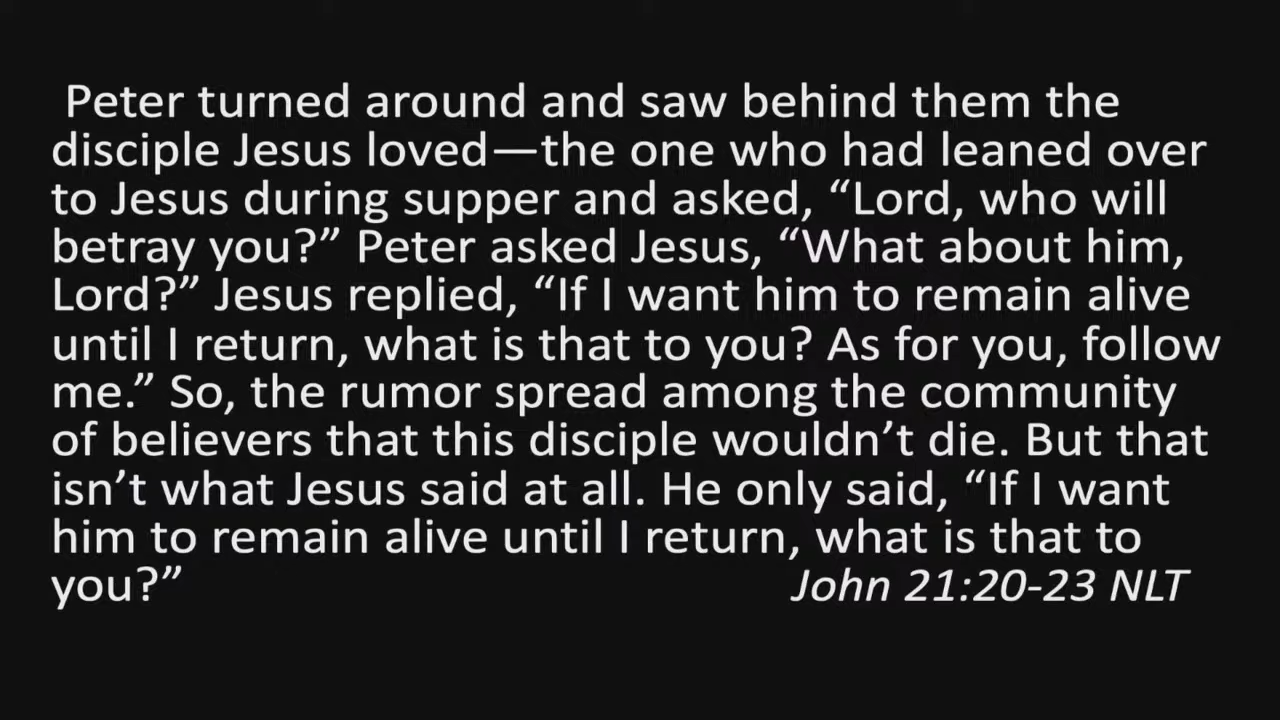 Peter turned around and saw behind them the
disciple Jesus loved—the one who had leaned over
to Jesus during supper and asked, “Lord, who will
betray you?” Peter asked Jesus, “What about him,
Lord?” Jesus replied, “If I want him to remain alive
until I return, what is that to you? As for you, follow
me.” So, the rumor spread among the community
of believers that this disciple wouldn’t die. But that
isn’t what Jesus said at all. He only said, “If I want
him to remain alive until I return, what is that to
you?” John 21:20-23 NLT